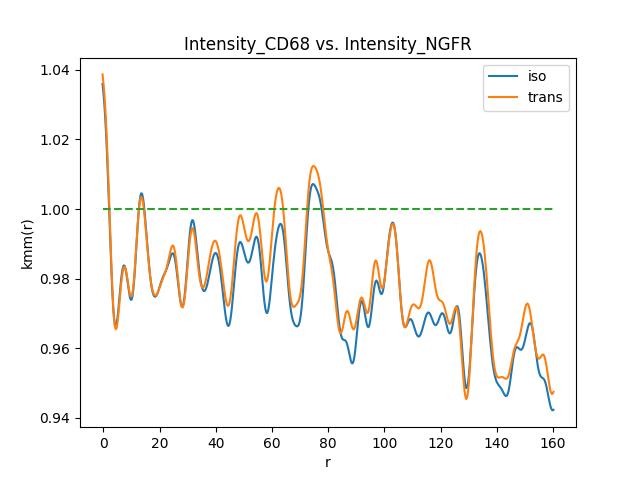 Intensity_CD68 vs. Intensity_NGFR
iso
trans
1.04
1.02
1.00
0.98
0.96
0.94
kmm(r)
0 20 40 60 80 100 120 140 160
r